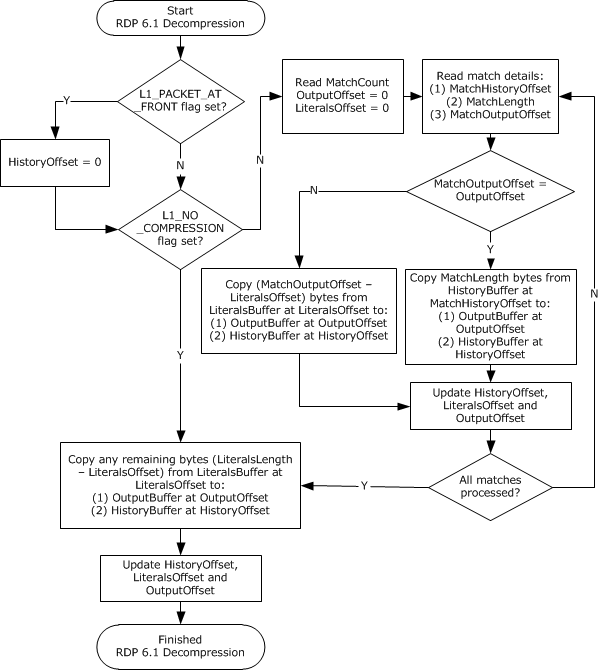 Start
RDP 6.1 Decompression
L1_PACKET_AT
_FRONT flag set?
Y
HistoryOffset = 0
N
L1_NO
_COMPRESSION
flag set?
N
Read MatchCount
OutputOffset = 0
LiteralsOffset = 0
Read match details:
(1) MatchHistoryOffset
(2) MatchLength
(3) MatchOutputOffset
MatchOutputOffset =
OutputOffset
N
Y
Copy (MatchOutputOffset –
LiteralsOffset) bytes from
LiteralsBuffer at LiteralsOffset to:
(1) OutputBuffer at OutputOffset
(2) HistoryBuffer at HistoryOffset
Copy MatchLength bytes from
HistoryBuffer at
MatchHistoryOffset to:
(1) OutputBuffer at
OutputOffset
(2) HistoryBuffer at
HistoryOffset
N
Y
Update HistoryOffset,
LiteralsOffset and
OutputOffset
All matches
processed?
Y
Copy any remaining bytes (LiteralsLength
– LiteralsOffset) from LiteralsBuffer at
LiteralsOffset to:
(1) OutputBuffer at OutputOffset
(2) HistoryBuffer at HistoryOffset
Update HistoryOffset,
LiteralsOffset and
OutputOffset
Finished
RDP 6.1 Decompression